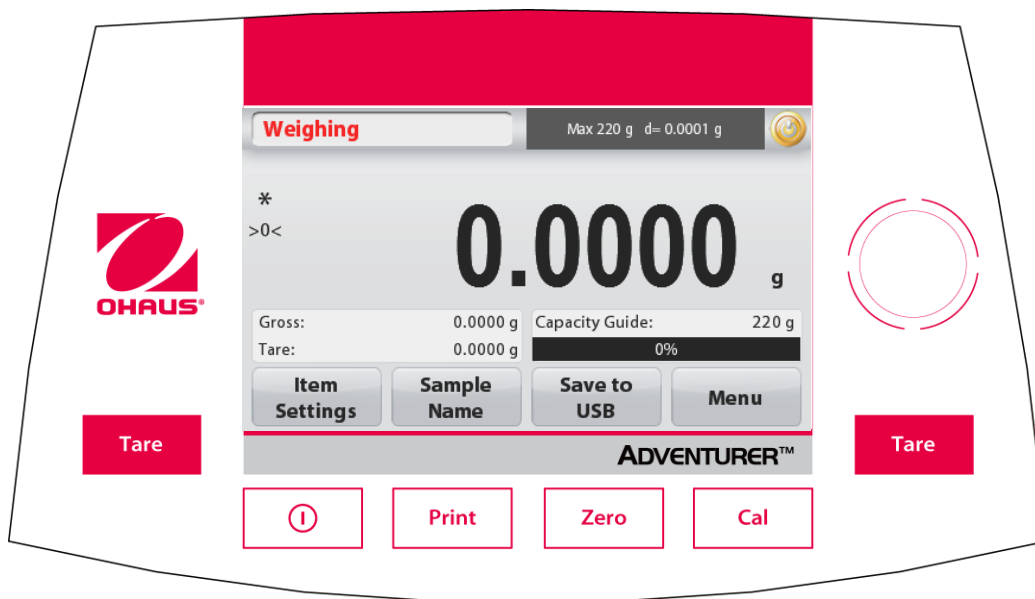 Weighing
Max 220 g d= 0.0001 g
*
>0<
0.0000 g
OHAUS®
Gross: 0.0000 g
Tare: 0.0000 g
Capacity Guide: 220 g
0%
Item
Settings
Sample
Name
Save to
USB
Menu
Tare
Tare
ADVENTURER™
Print
Zero
Cal